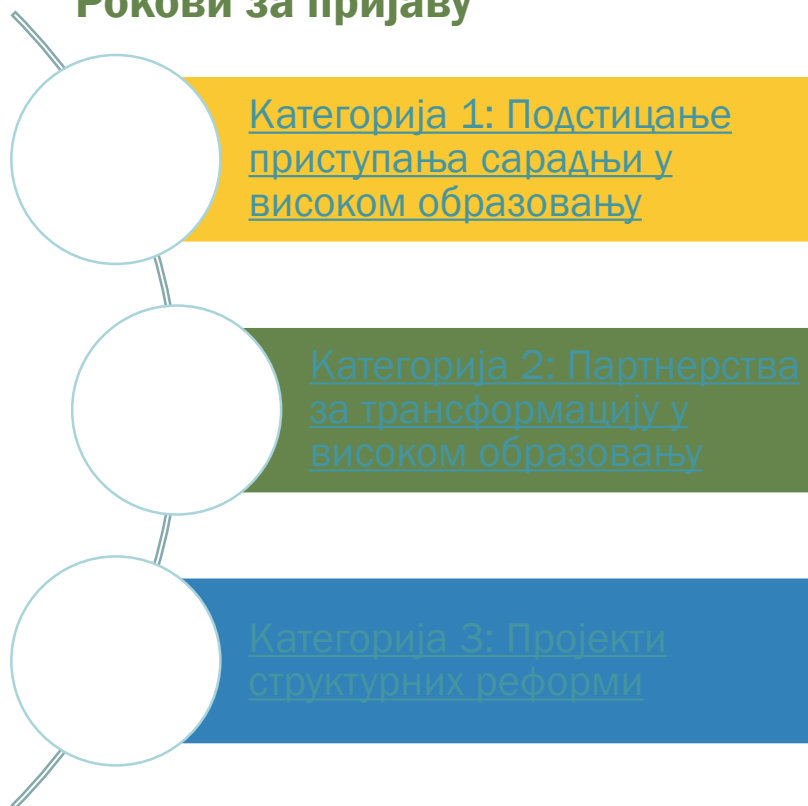 Рокови за пријаву
Категорија 1: Подстицање
приступања сарадњи у
високом образовању
Категорија 2: Партнерства
за трансформацију у
високом образовању
Категорија 3: Пројекти
структурних реформи